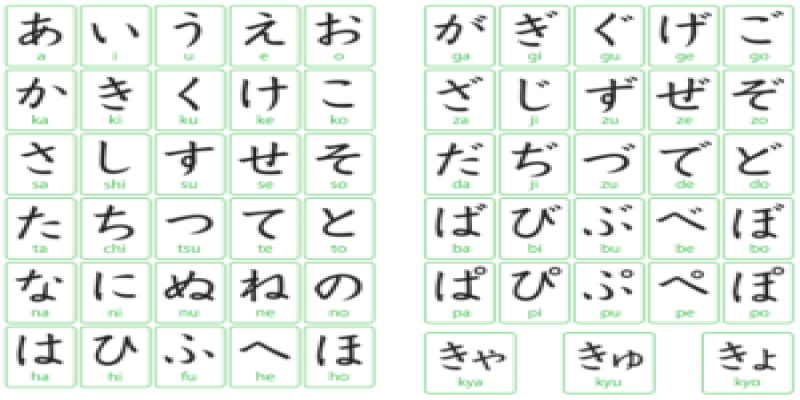 あ い う え お が ぎ ぐ げ ご
a i u e o ga gi gu ge go
か き く け こ ざ じ ず ぜ ぞ
ka ki ku ke ko za ji zu ze zo
さ し す せ そ だ ぢ づ で ど
sa shi su se so da ji zu de do
た ち つ て と ば び ぶ べ ぼ
ta chi tsu te to ba bi bu be bo
な に ぬ ね の ぱ ぴ ぷ ぺ ぽ
na ni nu ne no pa pi pu pe po
は ひ ふ へ ほ きゃ きゅ きょ
ha hi fu he ho kya kyu kyo